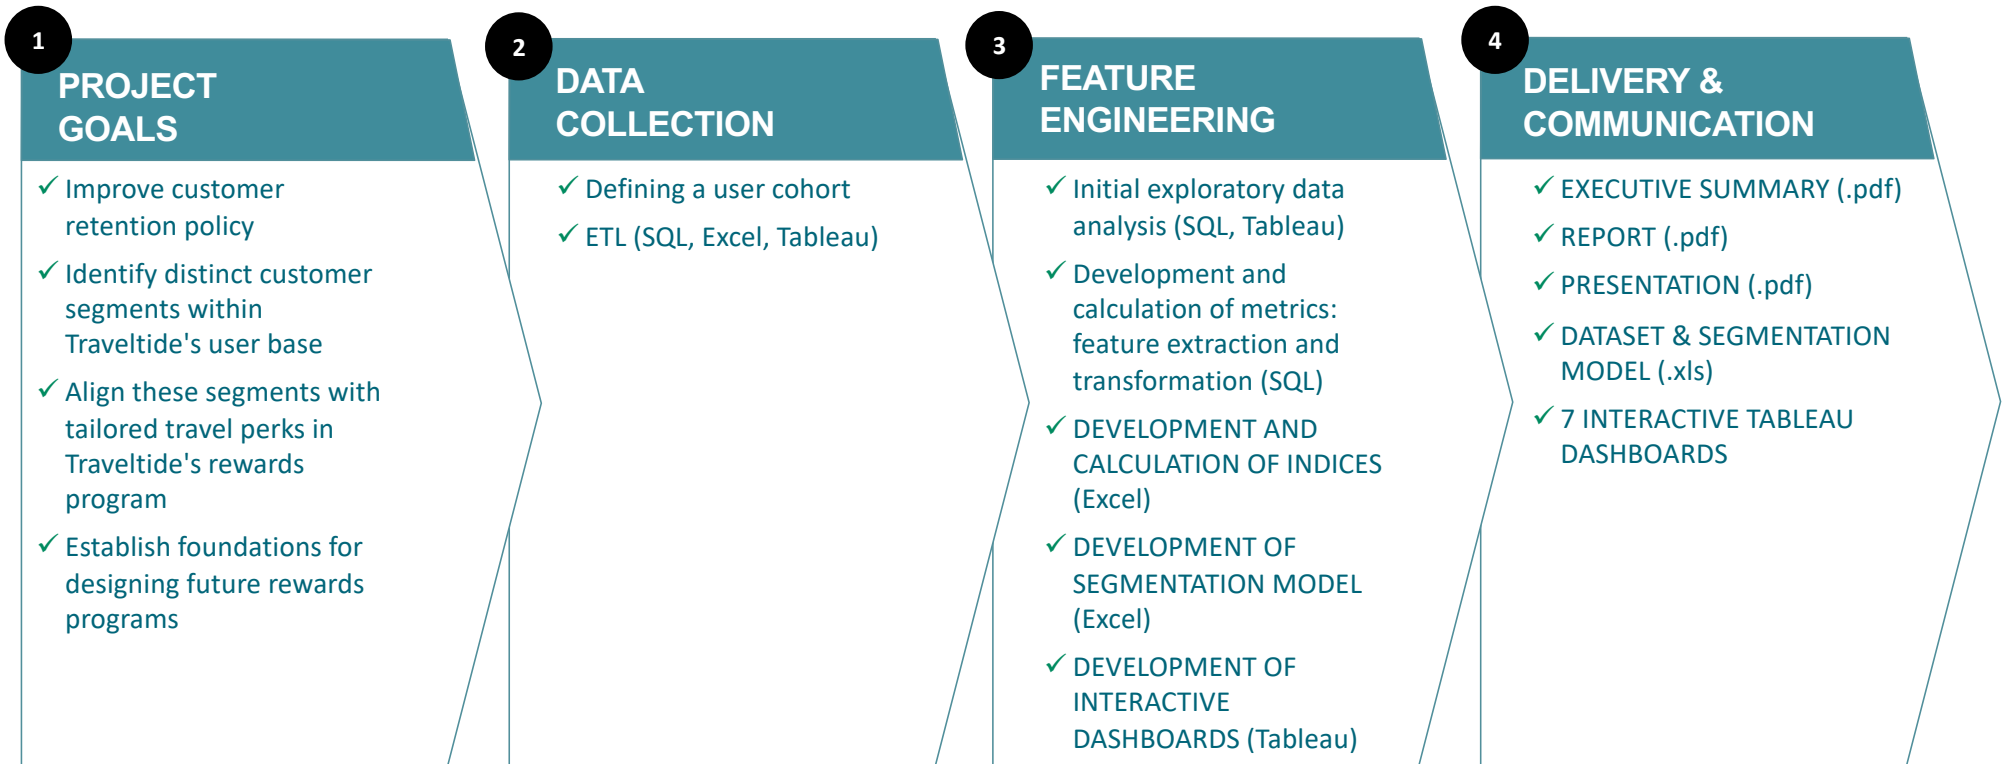 1
PROJECT
GOALS
✓ Improve customer
retention policy
✓ Identify distinct customer
segments within
Traveltide's user base
✓ Align these segments with
tailored travel perks in
Traveltide's rewards
program
✓ Establish foundations for
designing future rewards
programs
2
DATA
COLLECTION
✓ Defining a user cohort
✓ ETL (SQL, Excel, Tableau)
3
FEATURE
ENGINEERING
✓ Initial exploratory data
analysis (SQL, Tableau)
✓ Development and
calculation of metrics:
feature extraction and
transformation (SQL)
✓ DEVELOPMENT AND
CALCULATION OF INDICES
(Excel)
✓ DEVELOPMENT OF
SEGMENTATION MODEL
(Excel)
✓ DEVELOPMENT OF
INTERACTIVE
DASHBOARDS (Tableau)
4
DELIVERY &
COMMUNICATION
✓ EXECUTIVE SUMMARY (.pdf)
✓ REPORT (.pdf)
✓ PRESENTATION (.pdf)
✓ DATASET & SEGMENTATION
MODEL (.xls)
✓ 7 INTERACTIVE TABLEAU
DASHBOARDS